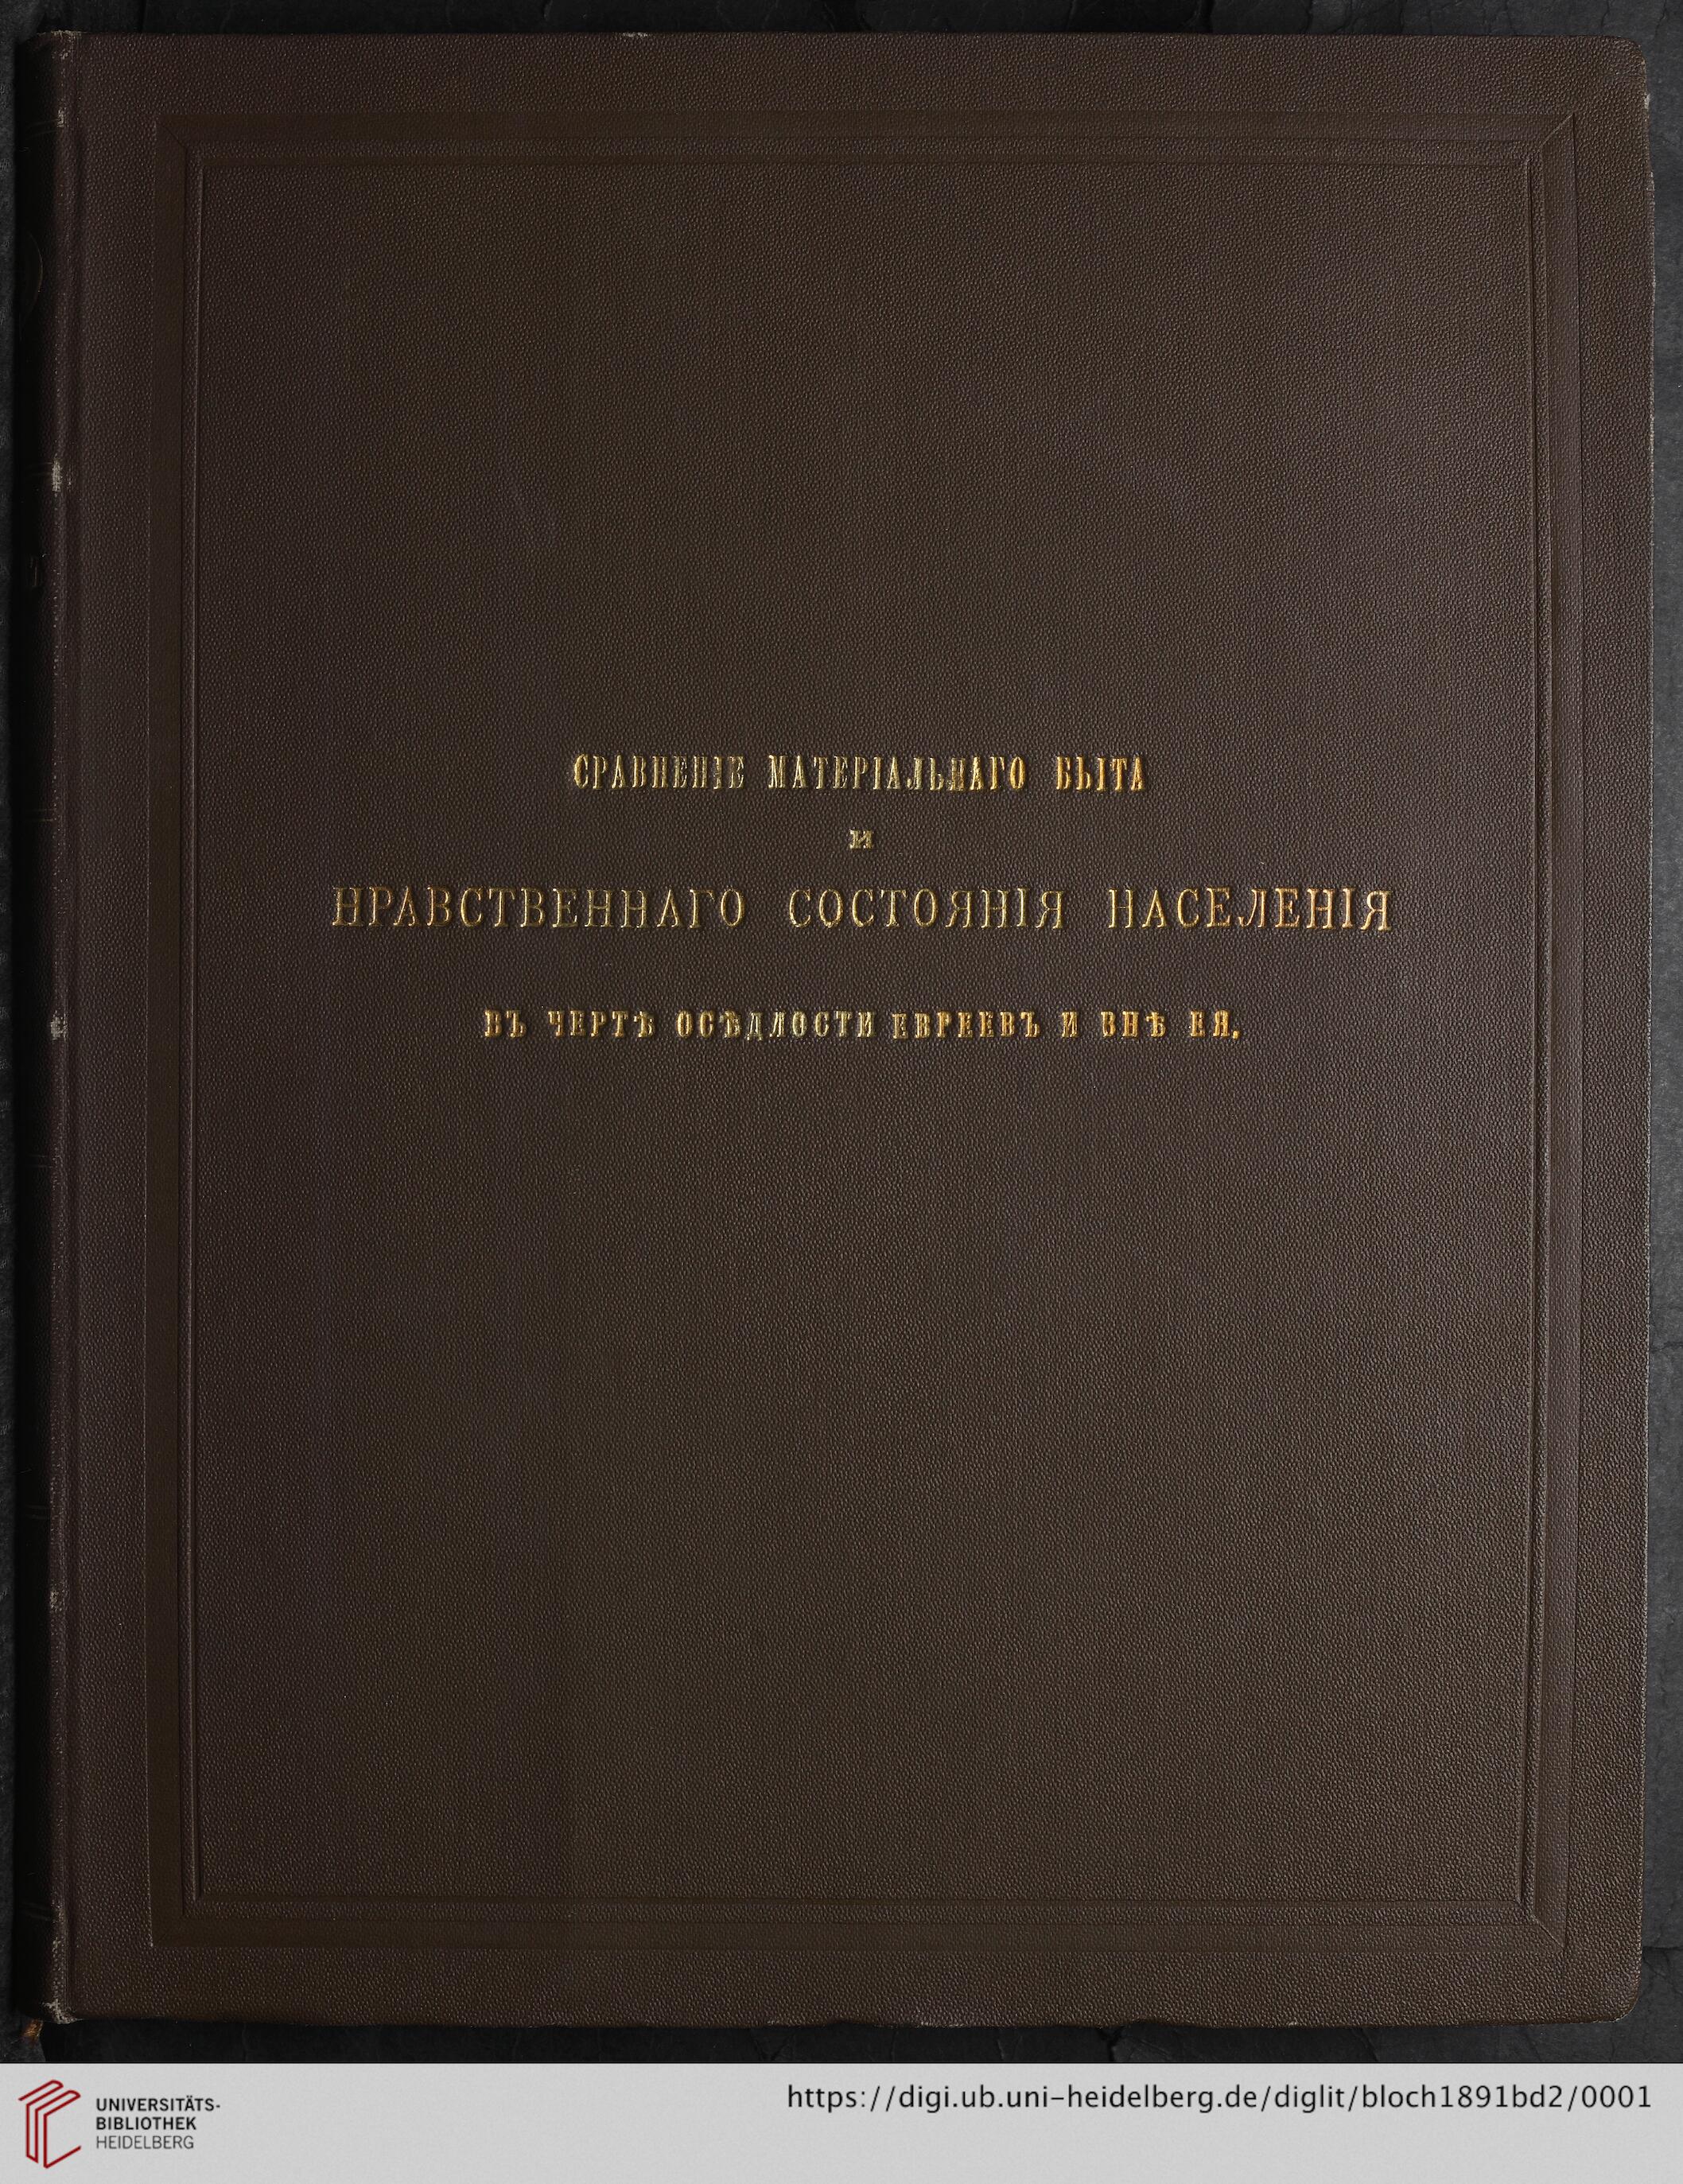 СРАВНЕНІЕ МАТЕРІАЛЬНАГО БЫТА
И
НРАВСТВЕННАГО СОСТОЯНІЯ НАСЕЛЕНІЯ
ВЪ ЧЕРТѢ ОСѢДЛОСТИ ЕВРЕЕВЪ И ВНѢ ЕЯ.
UNIVERSITÄTS-
BIBLIOTHEK
HEIDELBERG
https://digi.ub.uni-heidelberg.de/diglit/bloch1891bd2/0001